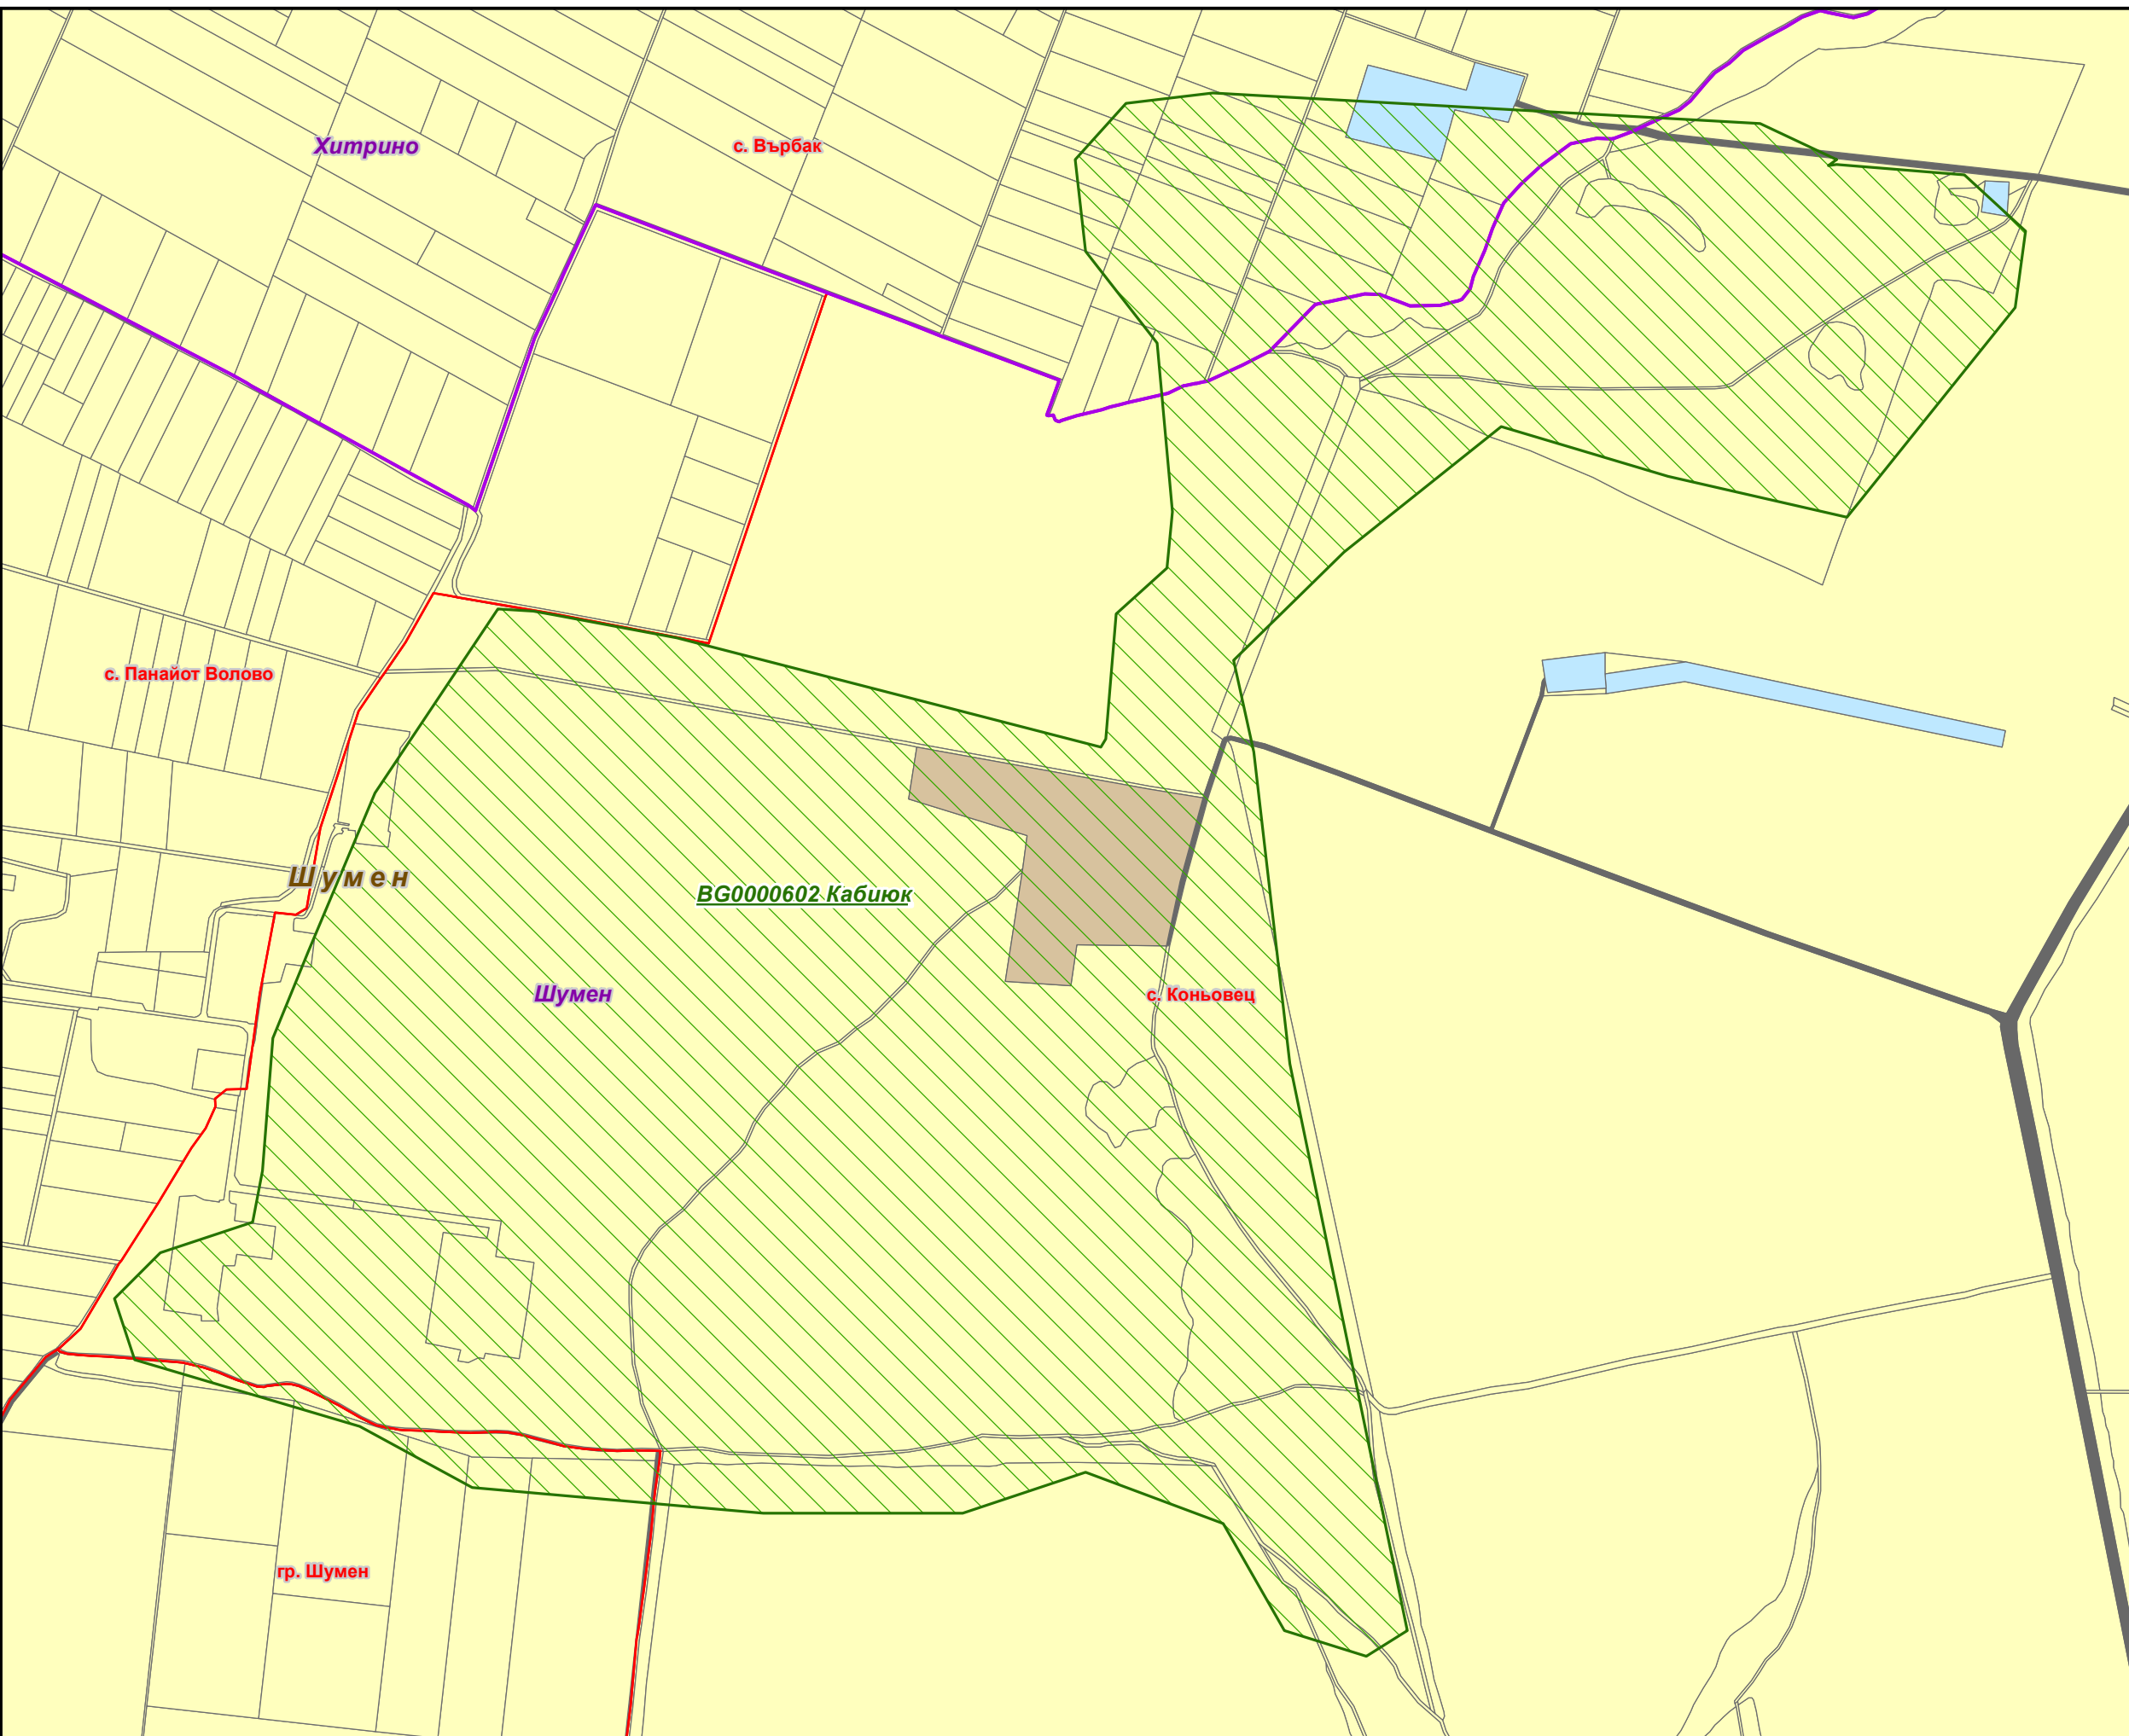 Хитрино
с. Върбак
с. Панайот Волово
Шумен
BG0000602 Кабиюк
Шумен
с. Коньовец
гр. Шумен